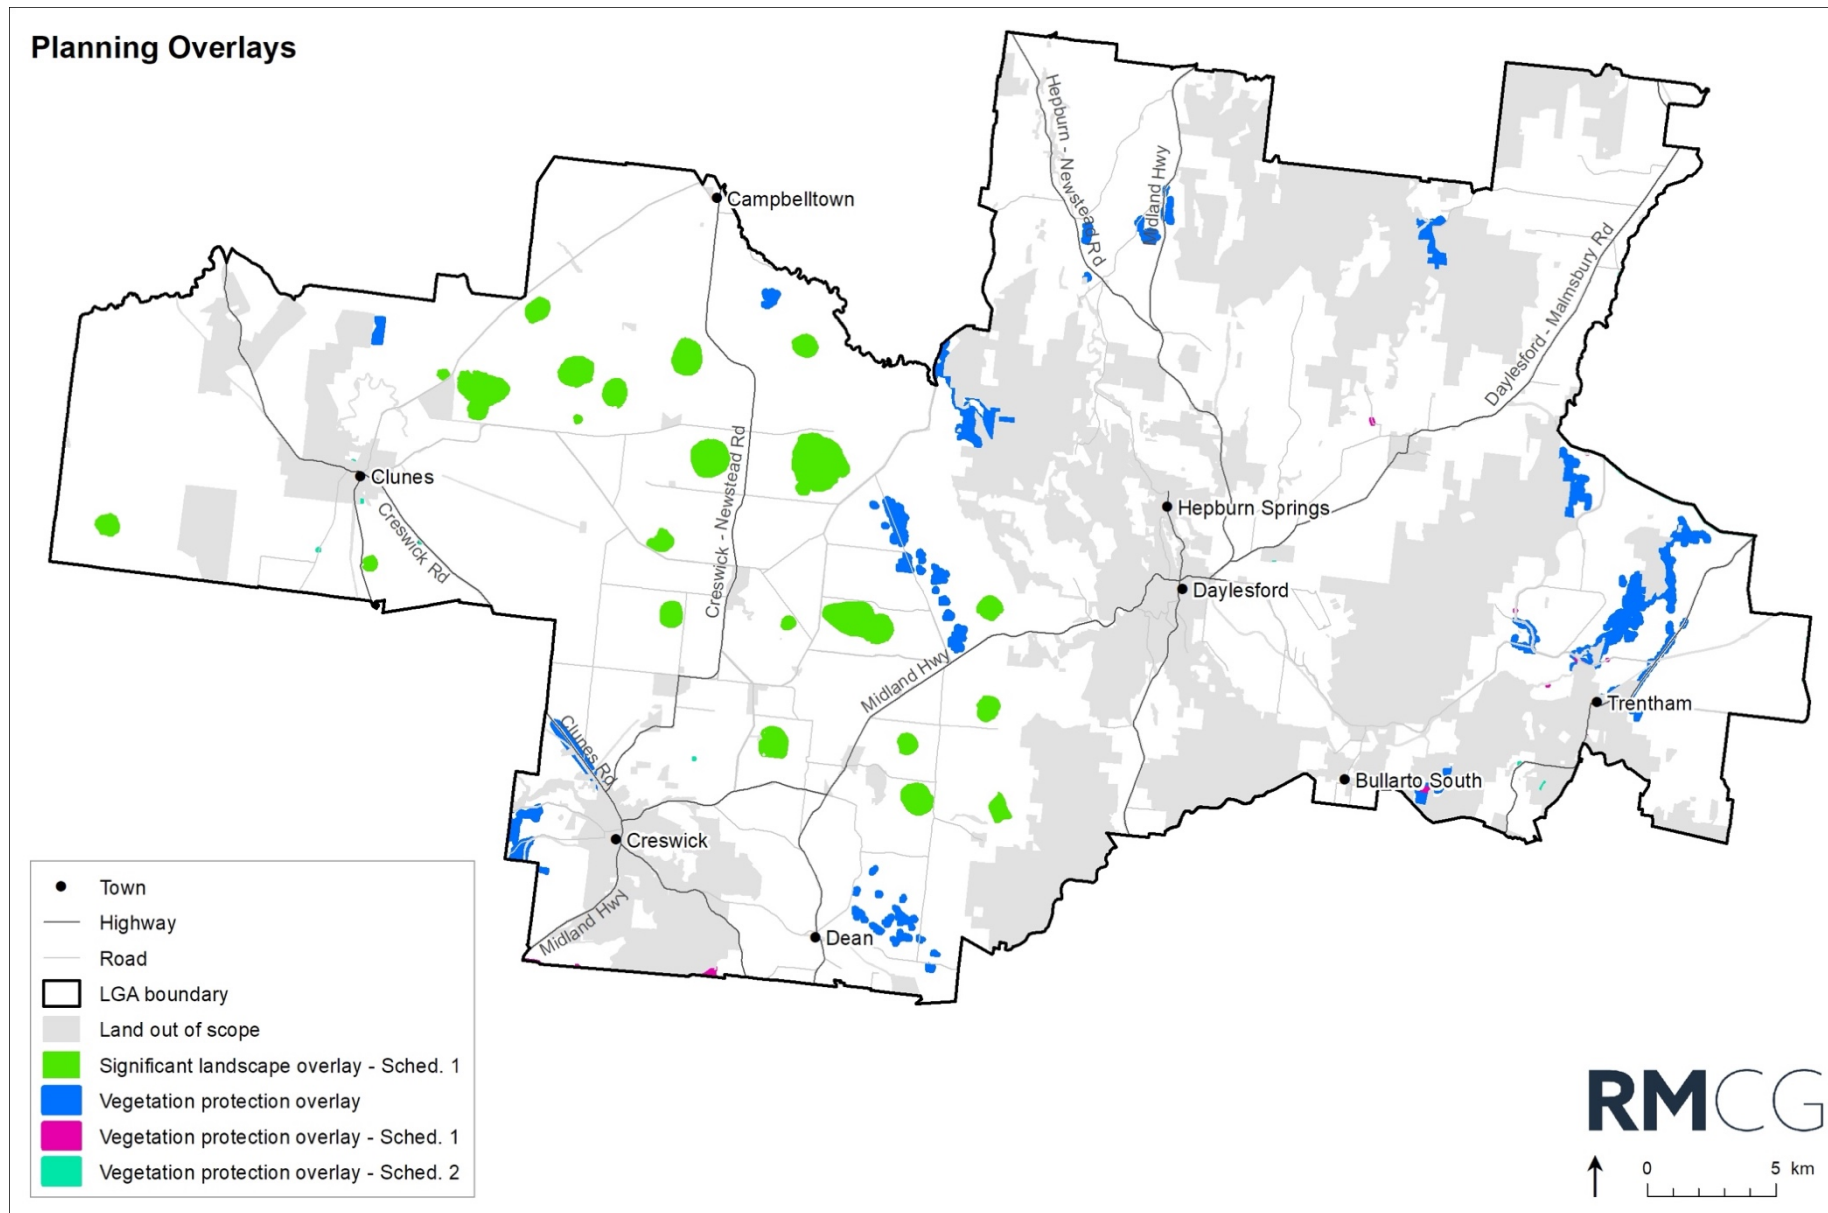 Planning Overlays
Hepburn - Newstead Rd
Midland Hwy
Campbelltown
Daylesford - Malmsbury Rd
Creswick - Newstead Rd
Clunes
Creswick Rd
Hepburn Springs
Daylesford
Midland Hwy
Trentham
Clunes Rd
Bullarto South
Creswick
Midland Hwy
Dean
Town
Highway
Road
LGA boundary
Land out of scope
Significant landscape overlay - Sched. 1
Vegetation protection overlay
Vegetation protection overlay - Sched. 1
Vegetation protection overlay - Sched. 2
RMCG
0 5 km